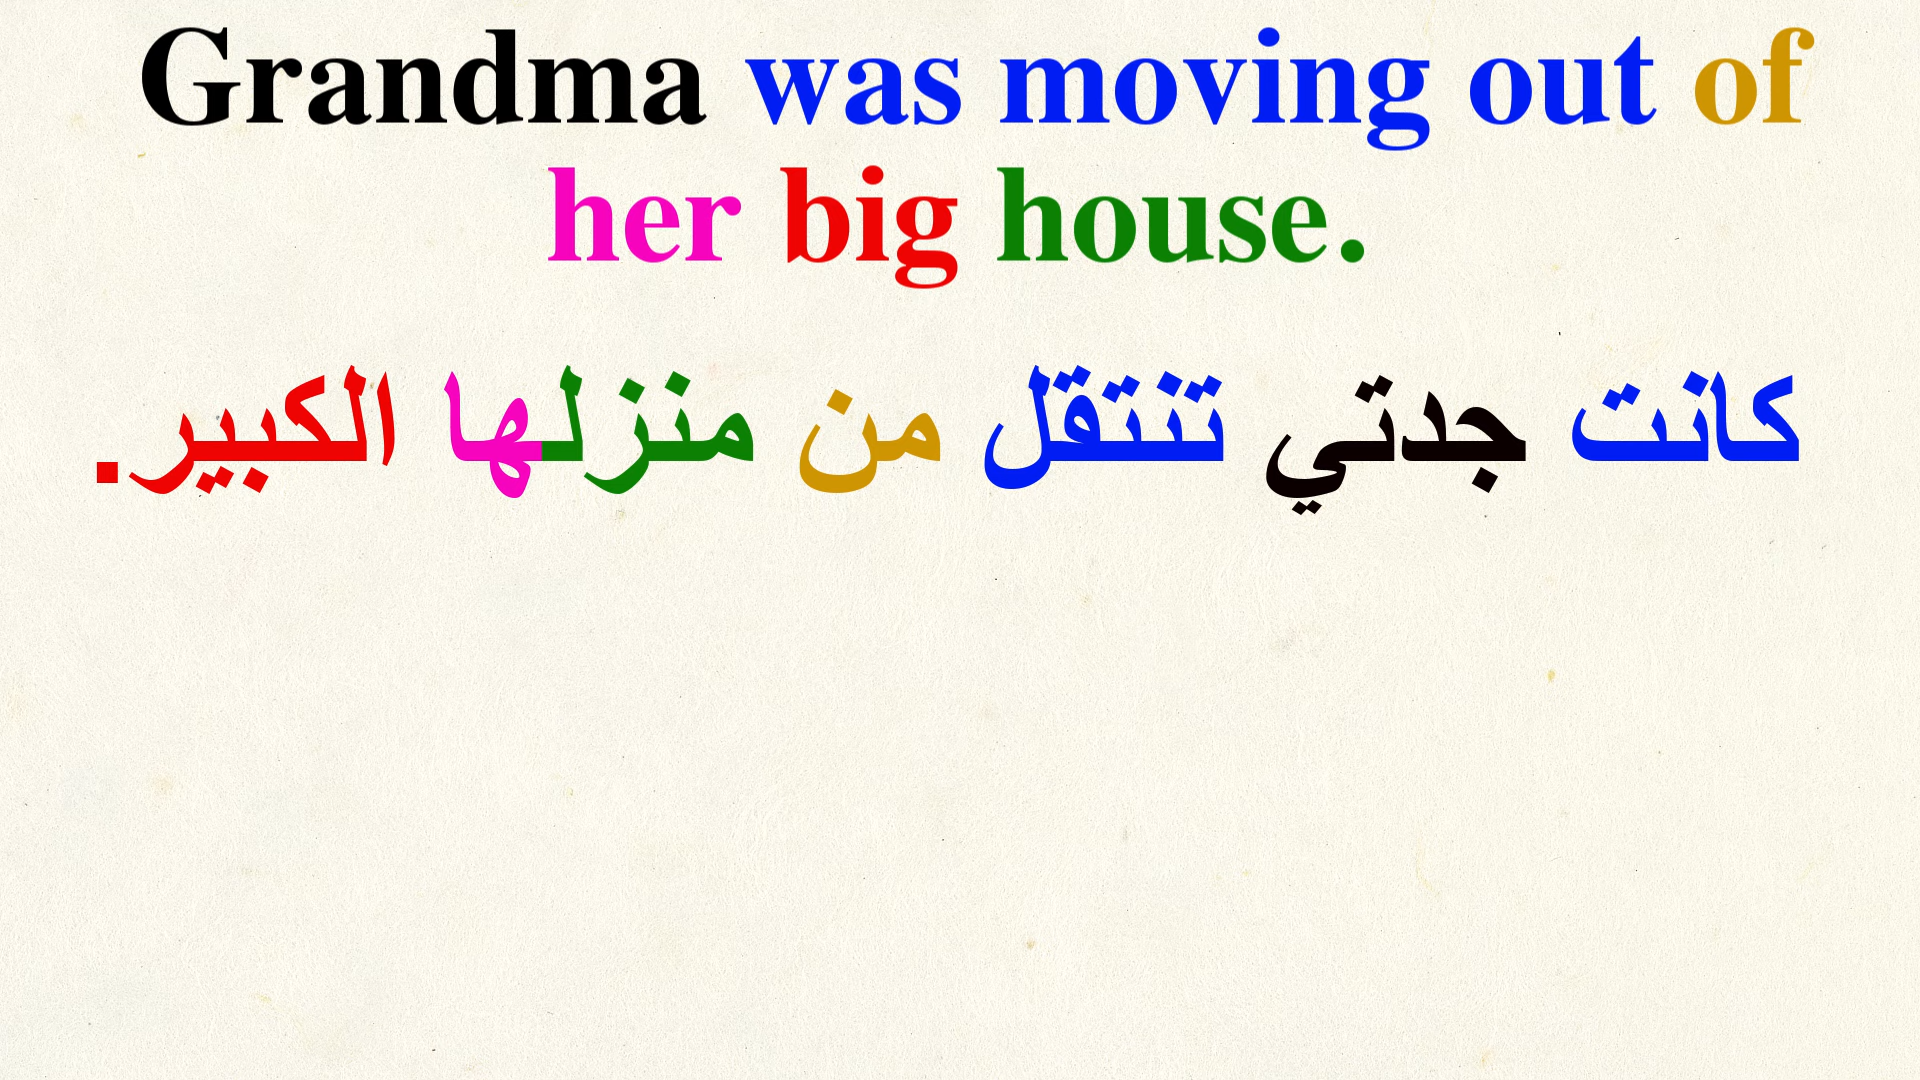 Grandma was moving out of
her big house.
كانت جدتي تنتقل من منزلها الكبير.